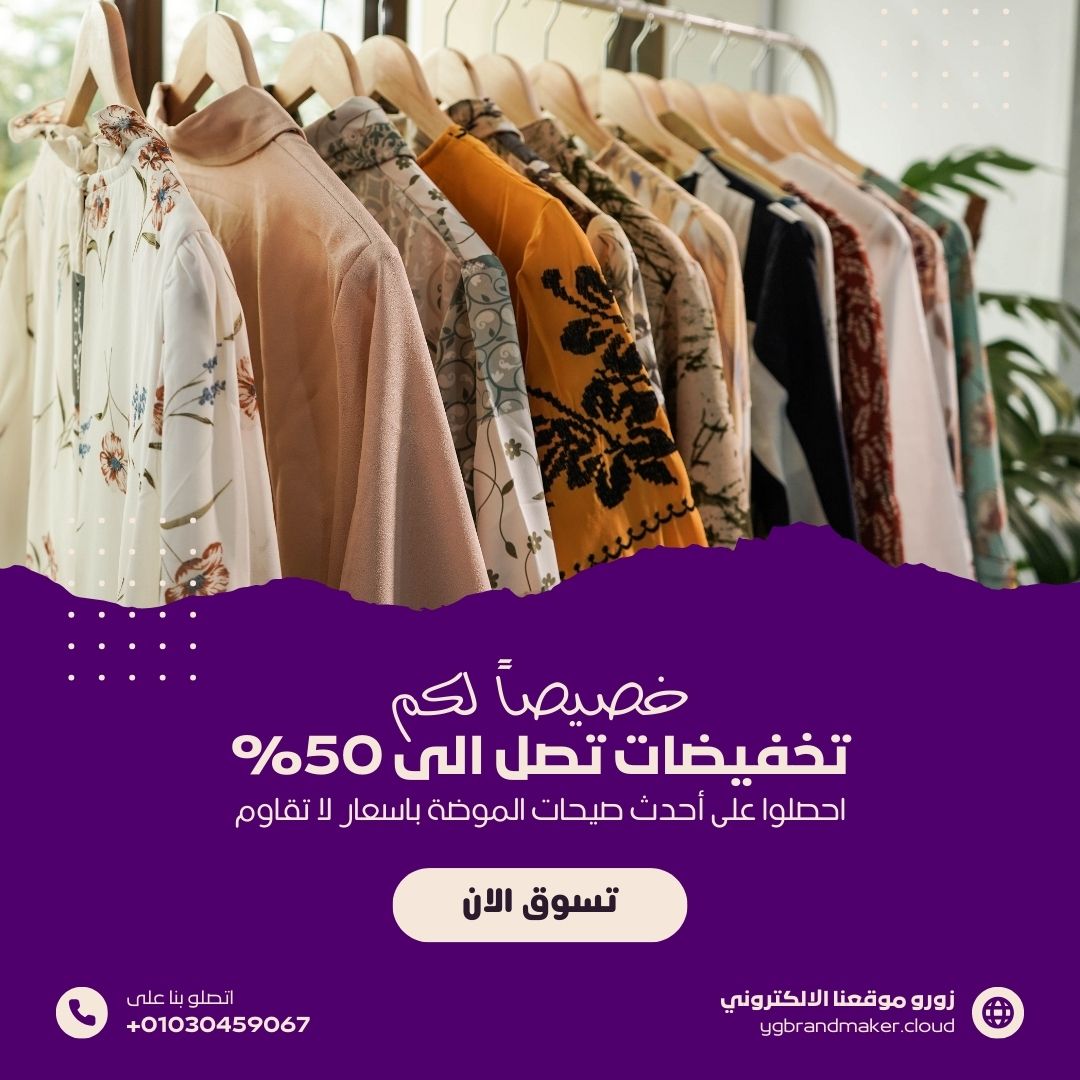 خصيصاً لكم
تخفيضات تصل الى 50%
احصلوا على أحدث صيحات الموضة باسعار لا تقاوم
تسوق الان
زورو موقعنا الالكتروني
ygbrandmaker.cloud
اتصلو بنا على
+01030459067